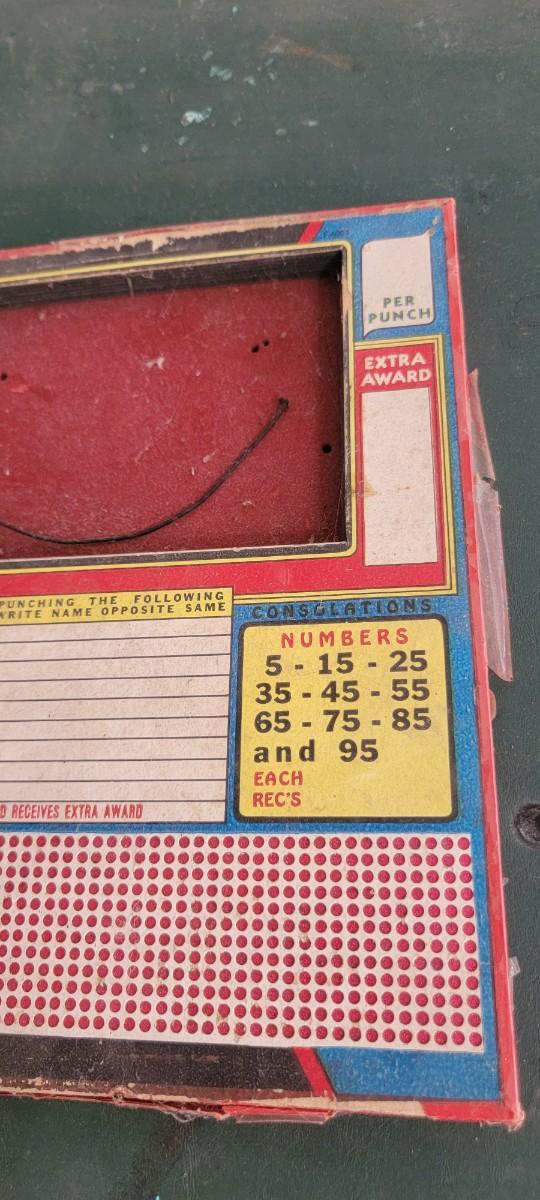 PER
PUNCH
EXTRA
AWARD
PUNCHING THE FOLLOWING
WRITE NAME OPPOSITE SAME
CONSOLATIONS
NUMBERS
5 - 15 - 25
35 - 45 - 55
65 - 75 - 85
and 95
EACH
REC'S
D RECEIVES EXTRA AWARD